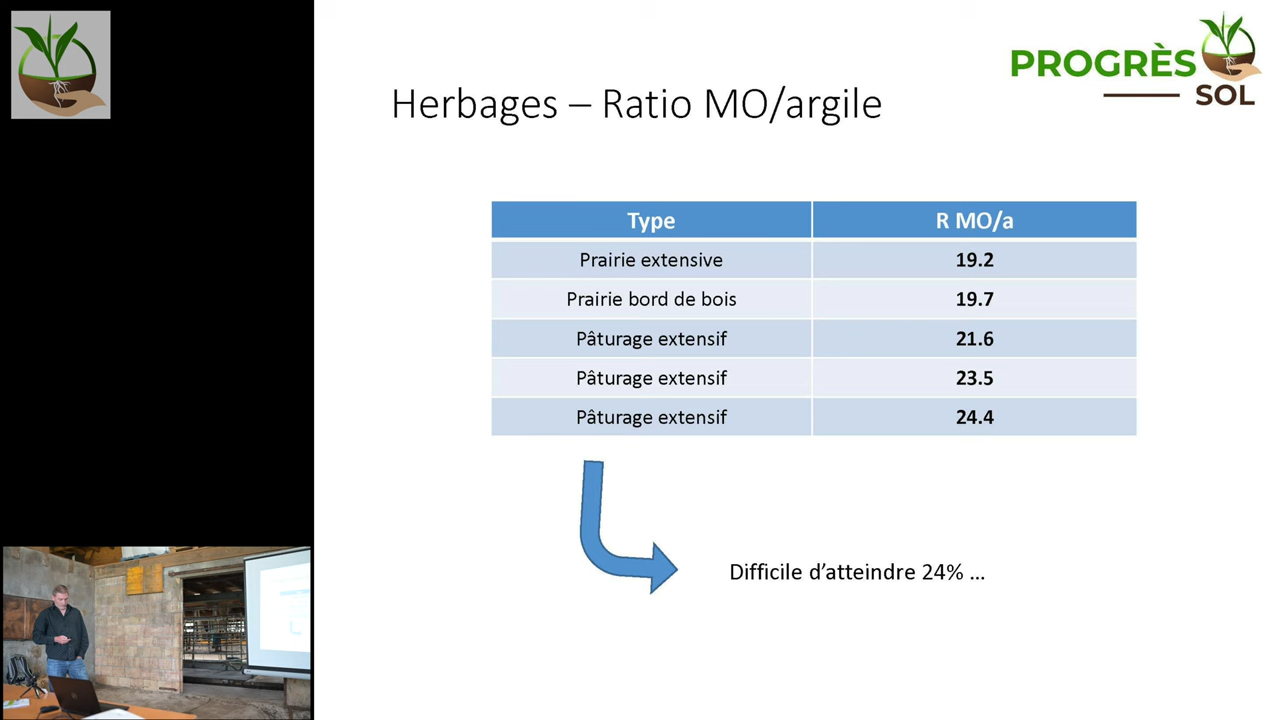 PROGRÈS
SOL
Herbages – Ratio MO/argile
Type R MO/a
Prairie extensive 19.2
Prairie bord de bois 19.7
Pâturage extensif 21.6
Pâturage extensif 23.5
Pâturage extensif 24.4
Difficile d’atteindre 24% ...